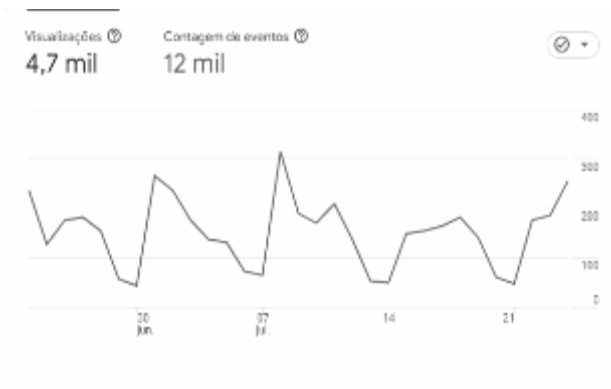 Visualizações
Contagem de eventos
4,7 mil
12 mil
400
300
200
100
0
30
jun.
07
jul.
14
21